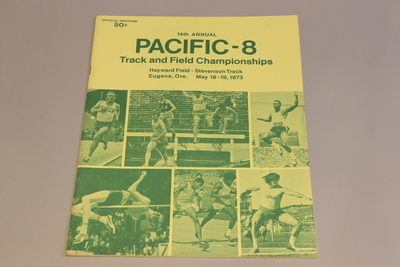 OFFICIAL PROGRAM
50¢
14th ANNUAL
PACIFIC-8
Track and Field Championships
Hayward Field - Stevenson Track
Eugene, Ore. May 18-19, 1973